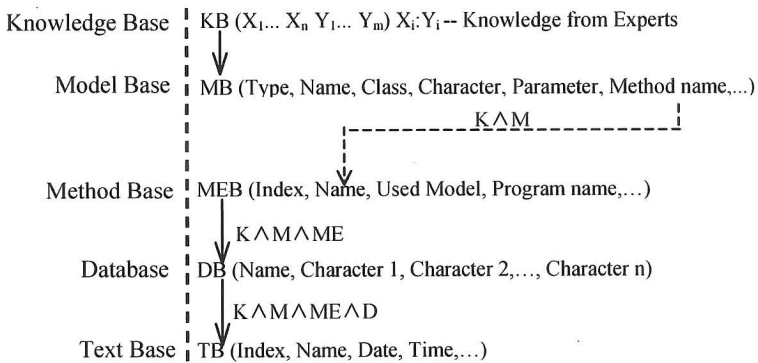 Knowledge Base KB (X₁... Xₙ Y₁... Yₘ) Xᵢ:Yᵢ -- Knowledge from Experts
Model Base MB (Type, Name, Class, Character, Parameter, Method name,...)
K∧M
Method Base MEB (Index, Name, Used Model, Program name,…)
K∧M∧ME
Database DB (Name, Character 1, Character 2,…, Character n)
K∧M∧ME∧D
Text Base TB (Index, Name, Date, Time,…)